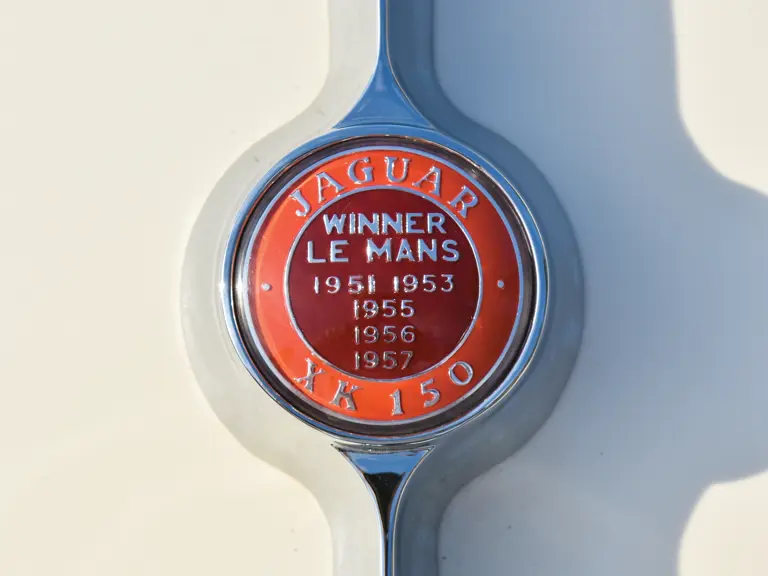 JAGUAR
WINNER
LE MANS
1951 1953
1955
1956
1957
XK 150